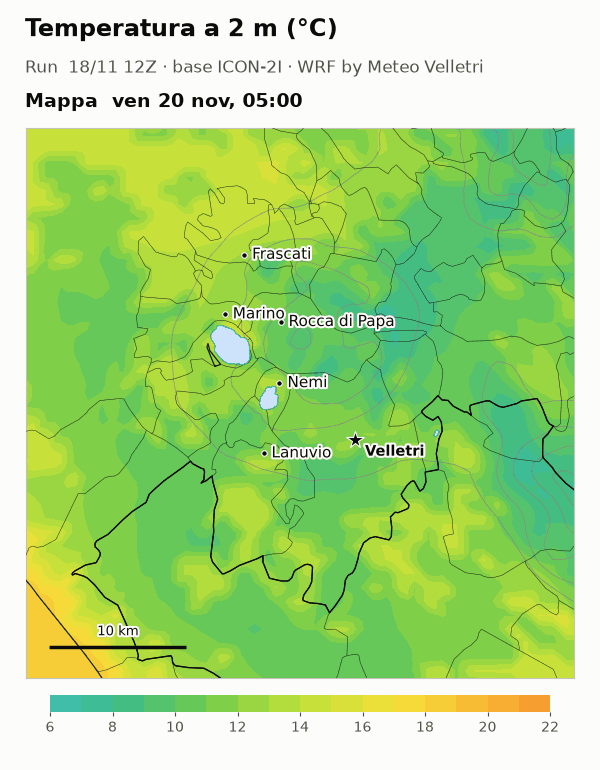 Temperatura a 2 m (°C)
Run  18/11 12Z · base ICON-2I · WRF by Meteo Velletri
Mappa  ven 20 nov, 05:00
Frascati
Marino
Rocca di Papa
Nemi
Velletri
Lanuvio
10 km
6 8 10 12 14 16 18 20 22